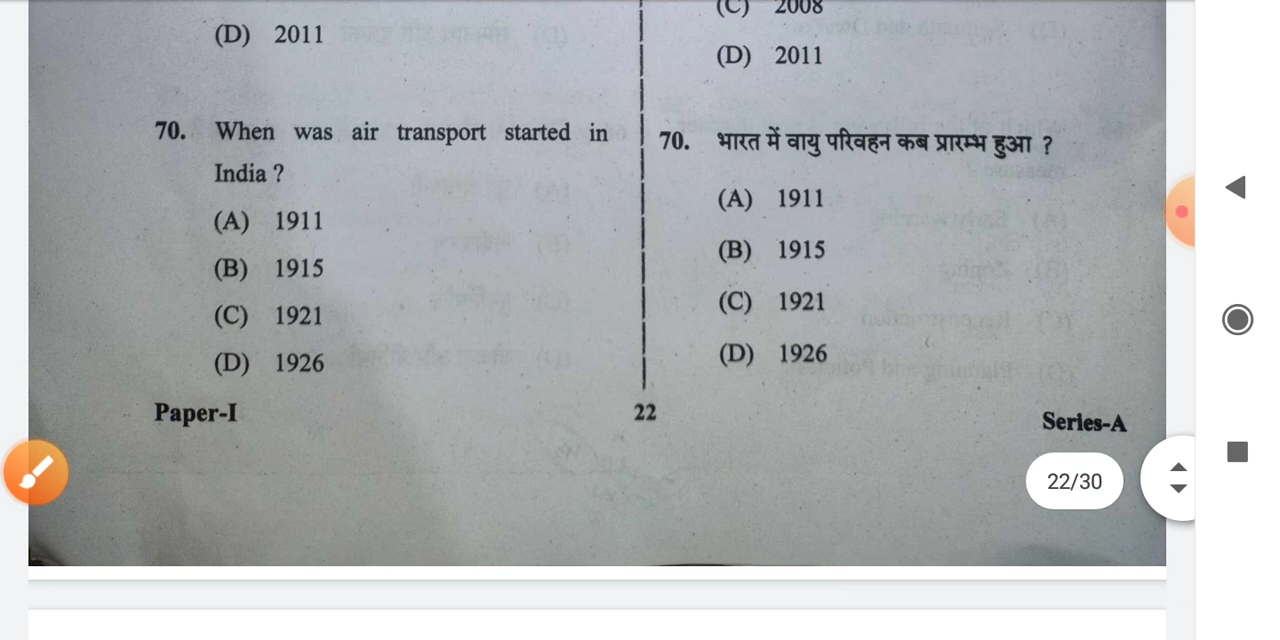 (D) 2011
70. When was air transport started in
India ?
(A) 1911
(B) 1915
(C) 1921
(D) 1926
Paper-I
(C) 2008
(D) 2011
70. भारत में वायु परिवहन कब प्रारम्भ हुआ ?
(A) 1911
(B) 1915
(C) 1921
(D) 1926
22
Series-A
22/30